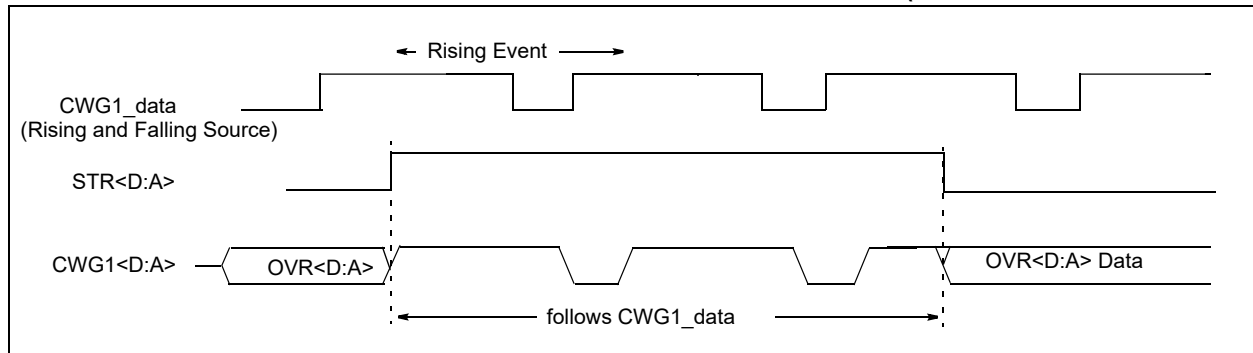 Rising Event
CWG1_data
(Rising and Falling Source)
STR<D:A>
CWG1<D:A>
OVR<D:A>
OVR<D:A> Data
follows CWG1_data